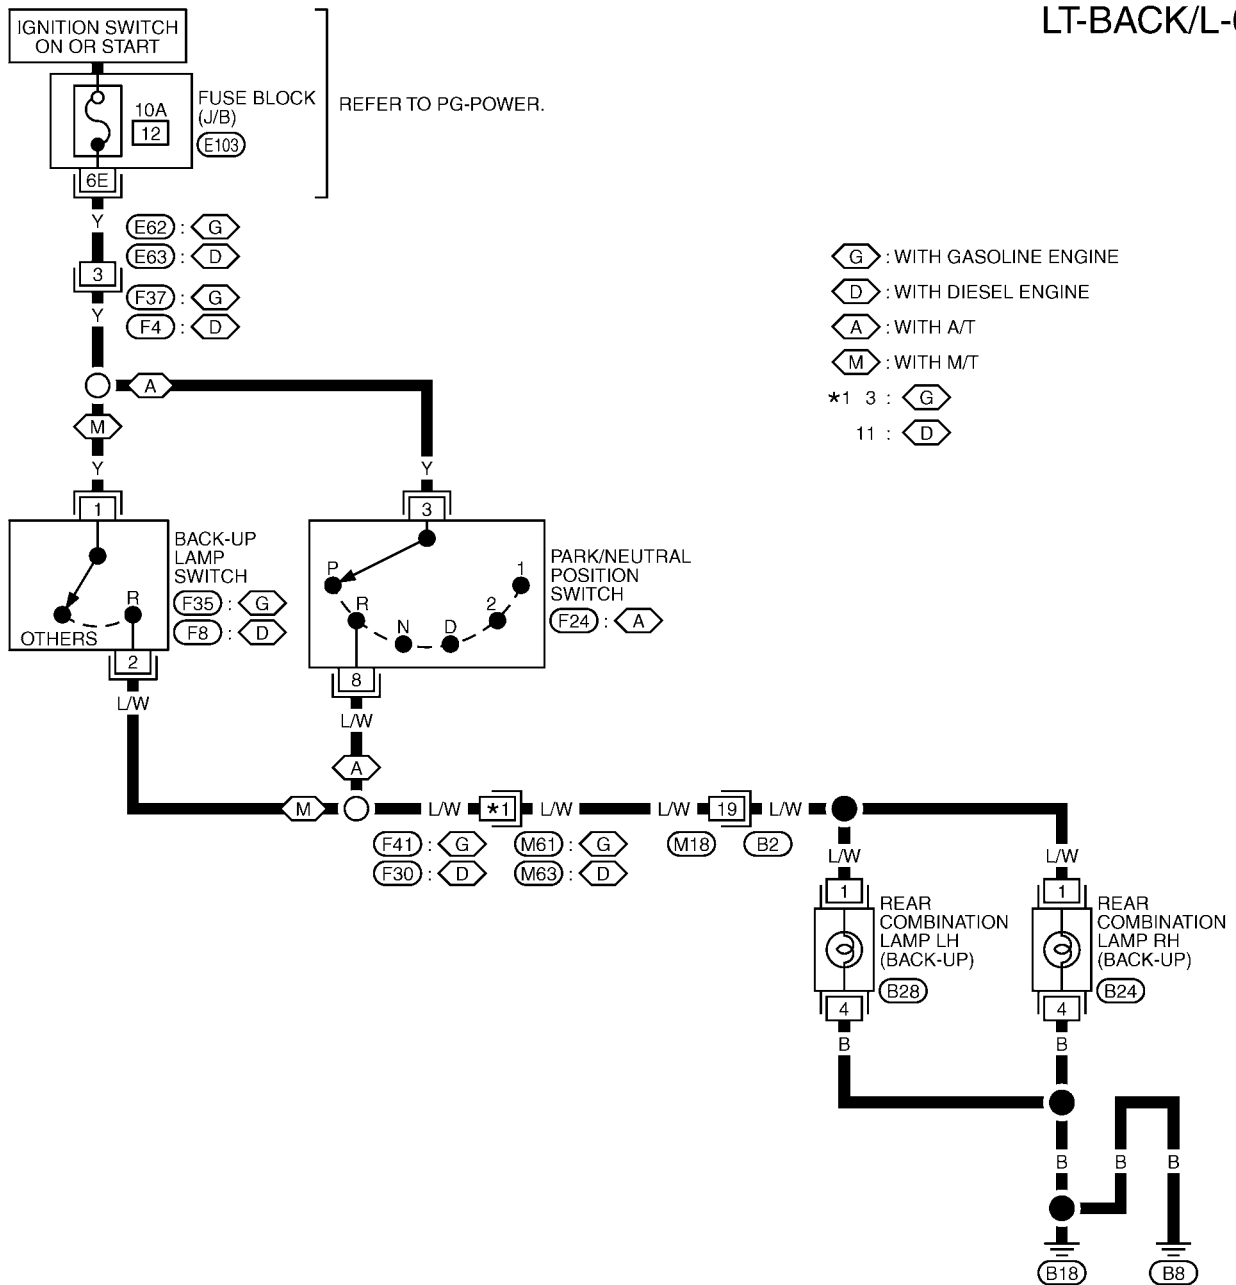 LT-BACK/L-
IGNITION SWITCH
ON OR START
10A
12
FUSE BLOCK
(J/B)
E103
REFER TO PG-POWER.
6E
Y
E62 : G
E63 : D
3
F37 : G
Y
F4 : D
G : WITH GASOLINE ENGINE
D : WITH DIESEL ENGINE
A : WITH A/T
M : WITH M/T
*1 3 : G
11 : D
A
M
Y
Y
1
3
BACK-UP
LAMP
SWITCH
F35 : G
F8 : D
OTHERS
R
2
L/W
P
R
N
D
2
1
PARK/NEUTRAL
POSITION
SWITCH
F24 : A
8
L/W
A
M
L/W
*1
L/W
L/W
19
L/W
F41 : G
M61 : G
M18
B2
F30 : D
M63 : D
L/W
L/W
1
1
REAR
COMBINATION
LAMP LH
(BACK-UP)
B28
REAR
COMBINATION
LAMP RH
(BACK-UP)
B24
4
4
B
B
B
B
B
B18
B8